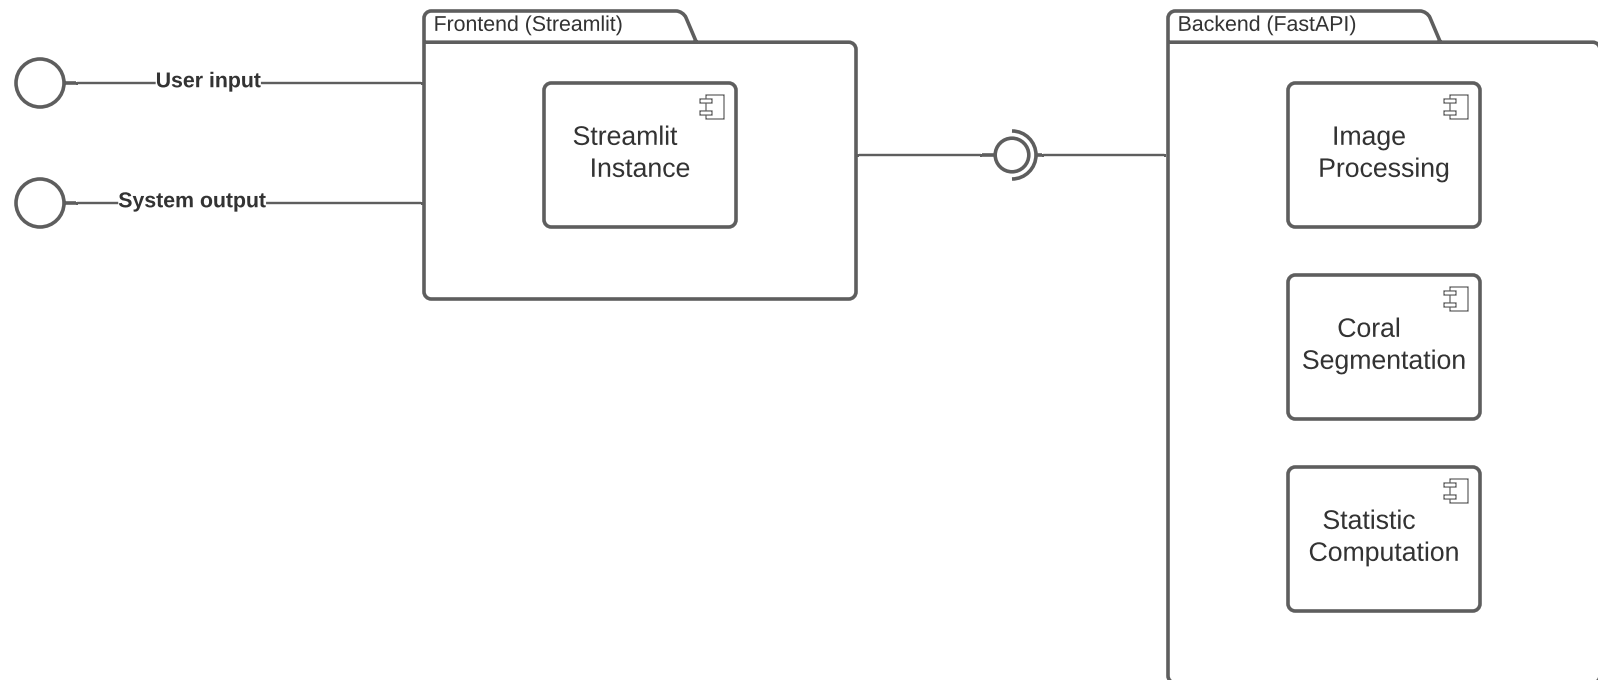 Frontend (Streamlit)
Backend (FastAPI)
User input
System output
Streamlit
Instance
Image
Processing
Coral
Segmentation
Statistic
Computation